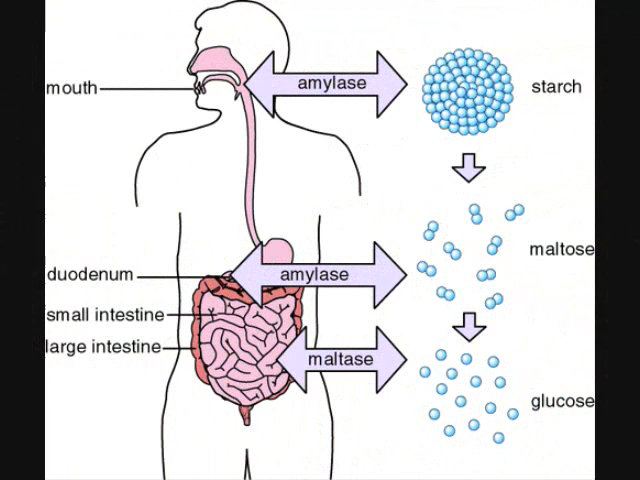 mouth
amylase
starch
maltose
duodenum
amylase
small intestine
large intestine
maltase
glucose